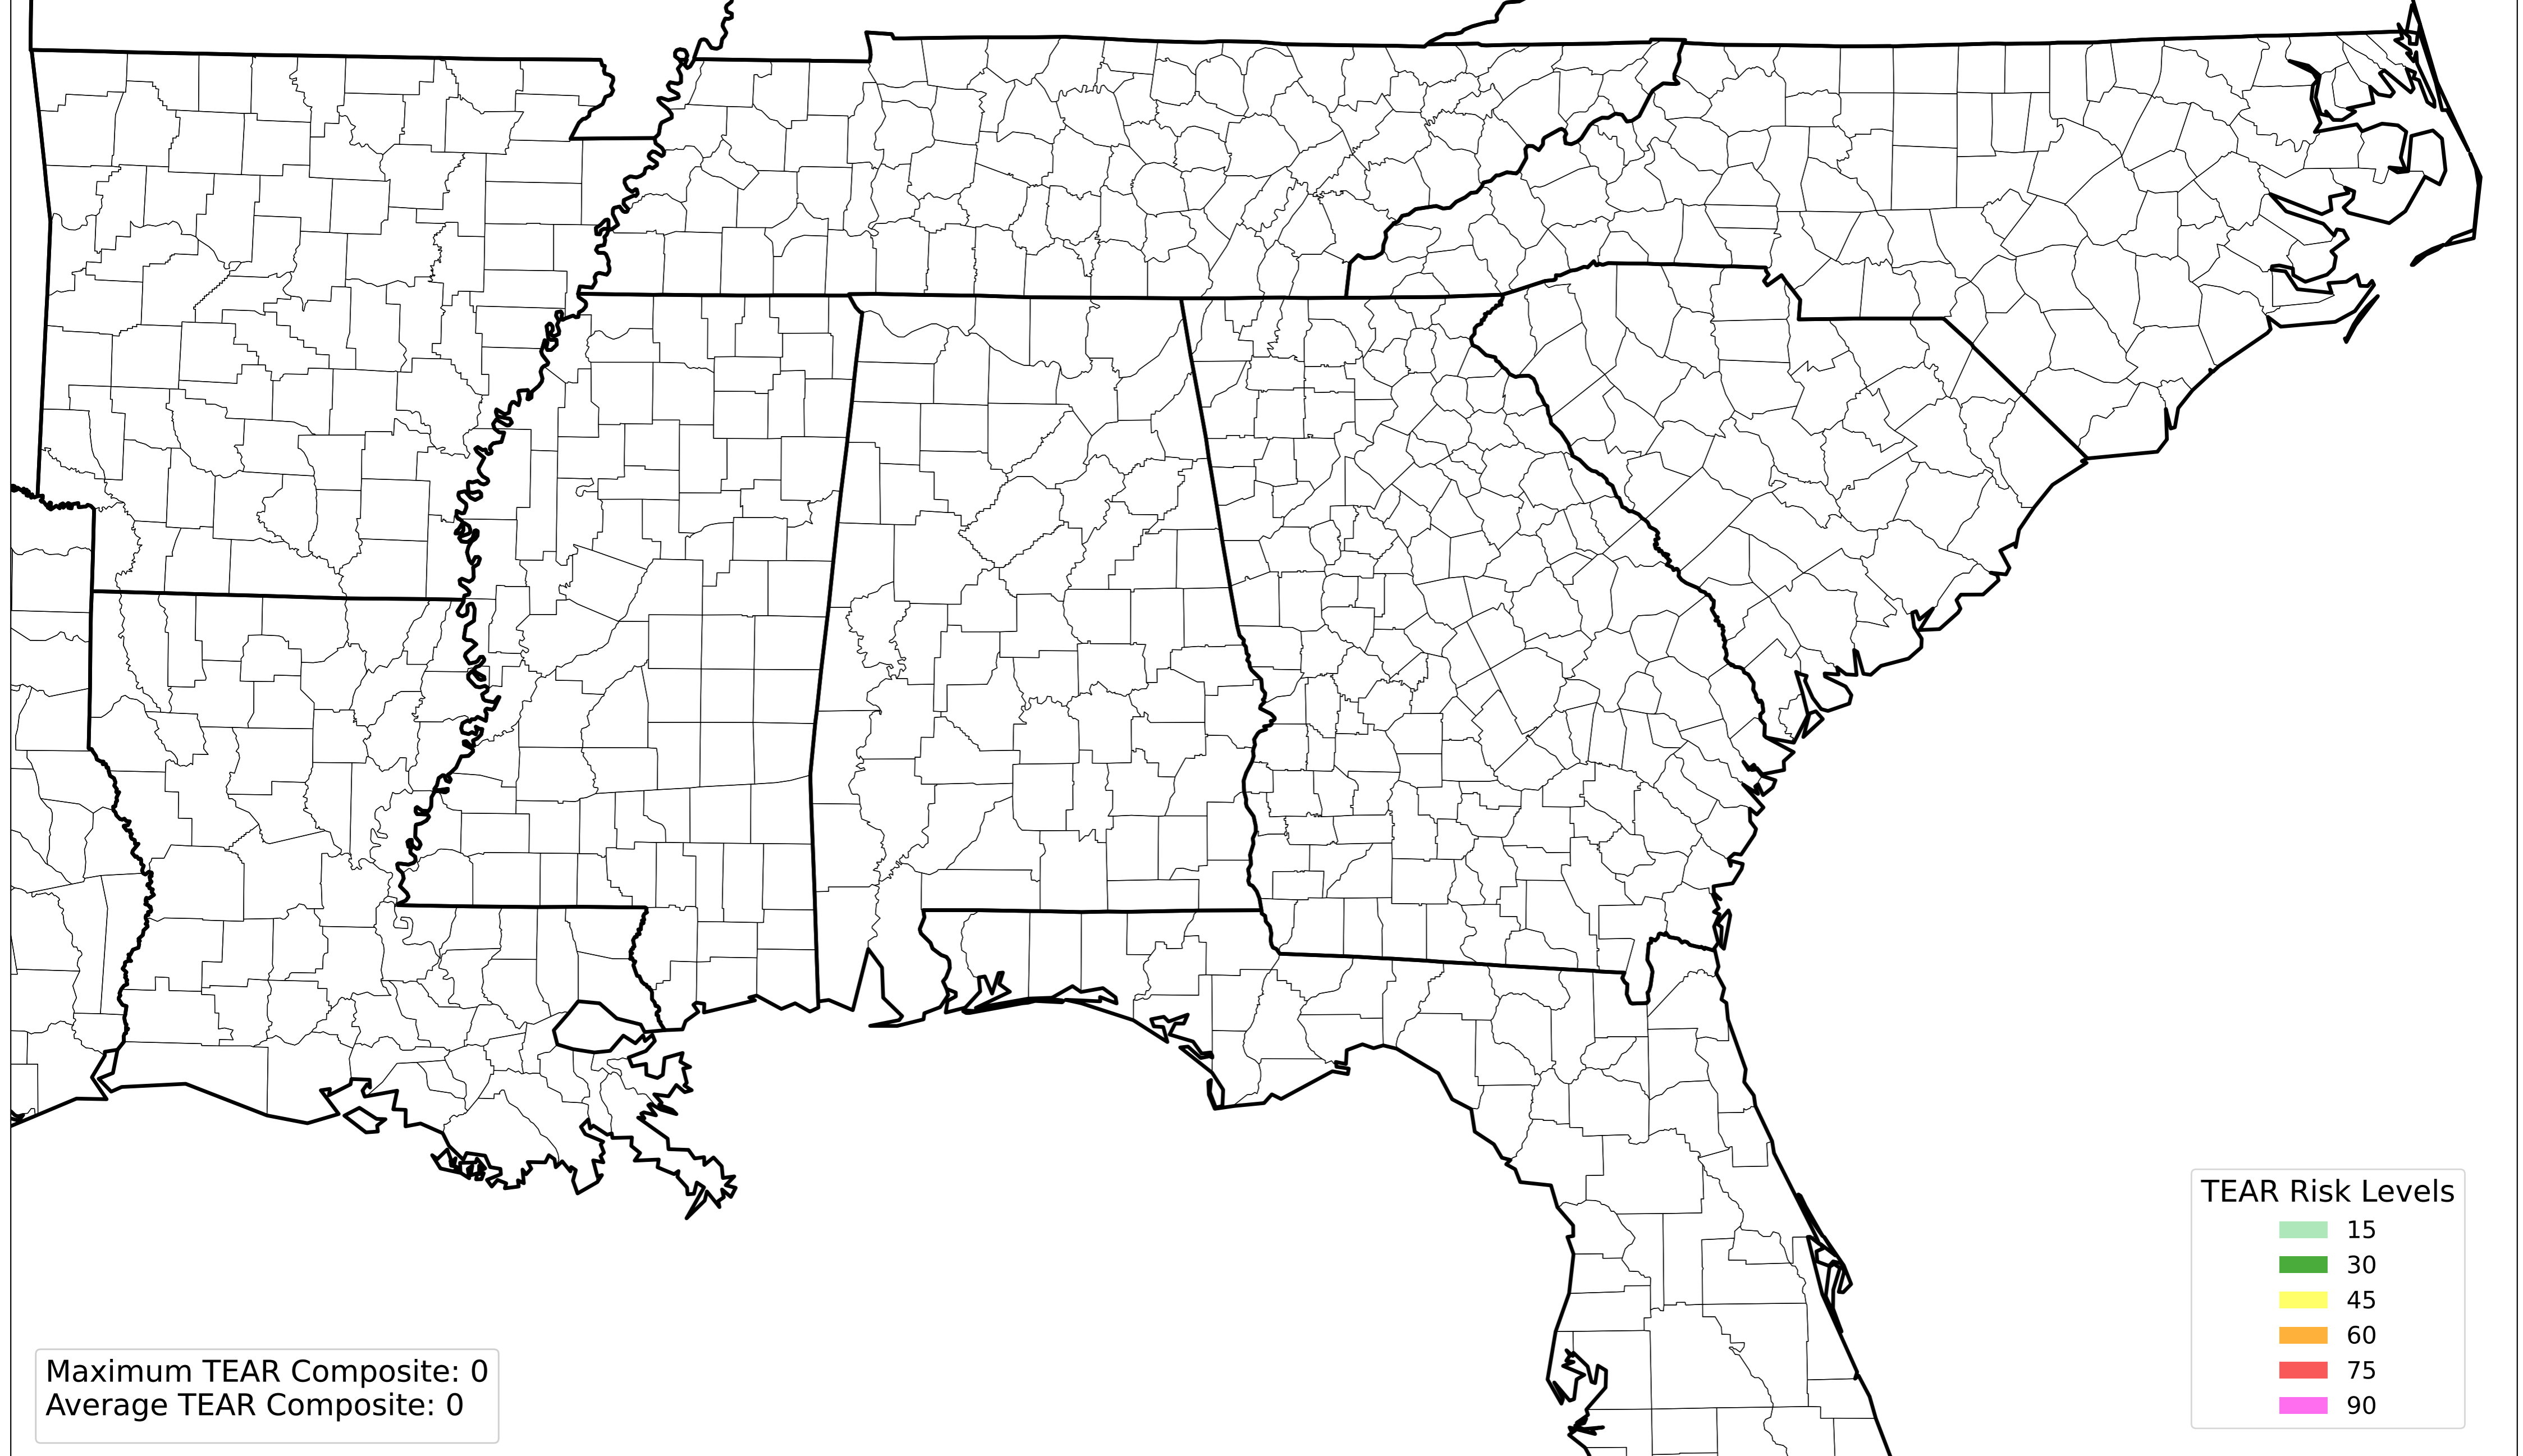 TEAR Risk Levels
15
30
45
60
75
90
Maximum TEAR Composite: 0
Average TEAR Composite: 0